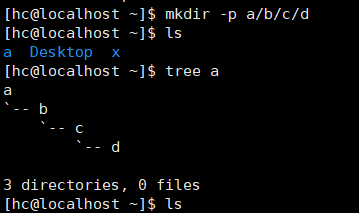 [hc@localhost ~]$ mkdir -p a/b/c/d
[hc@localhost ~]$ ls
a  Desktop  x
[hc@localhost ~]$ tree a
a
`-- b
    `-- c
        `-- d

3 directories, 0 files
[hc@localhost ~]$ ls